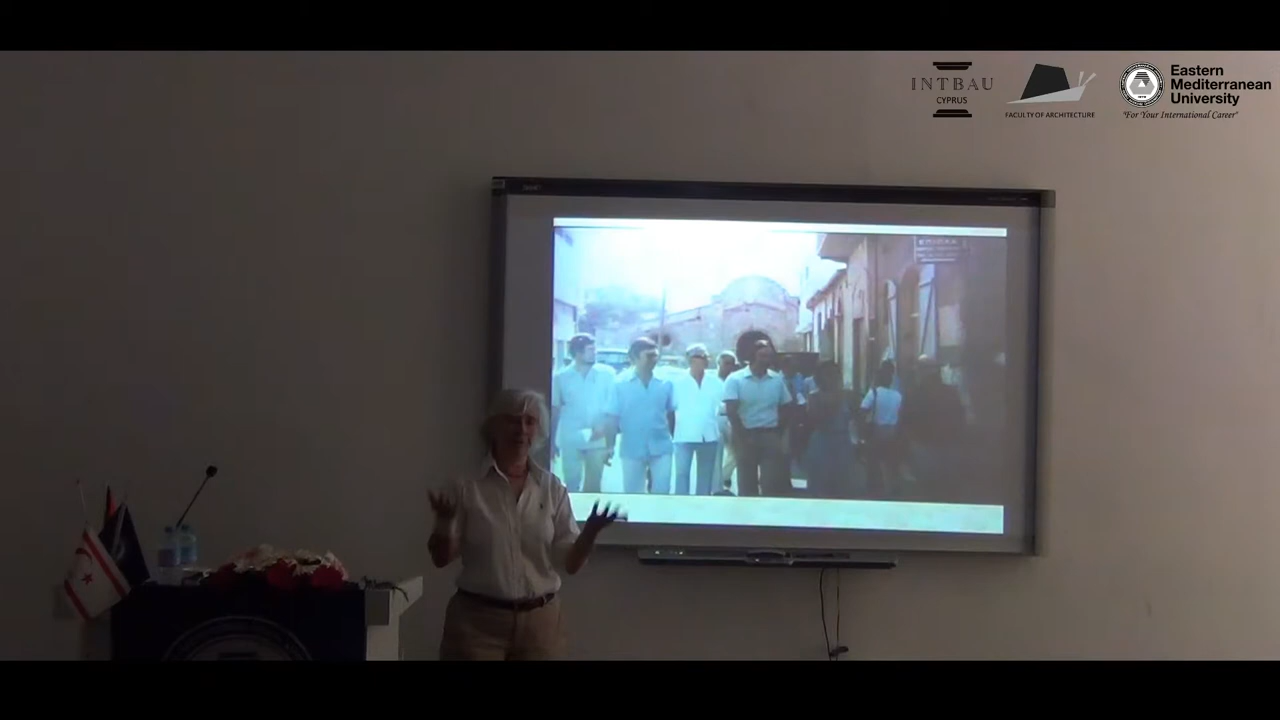 INTBAU
CYPRUS
FACULTY OF ARCHITECTURE
Eastern
Mediterranean
University
"For Your International Career"